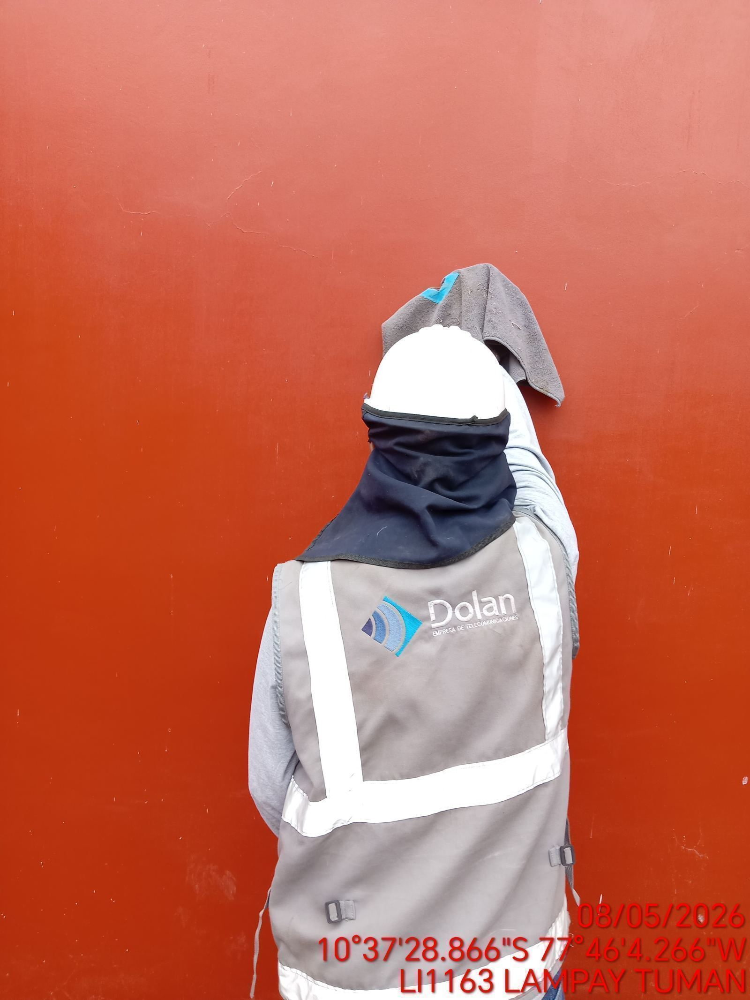 Dolan
EMPRESA DE TELECOMUNICACIONES
08/05/2026
10°37'28.866"S 77°46'4.266"W
LI1163 LAMPAY TUMAN